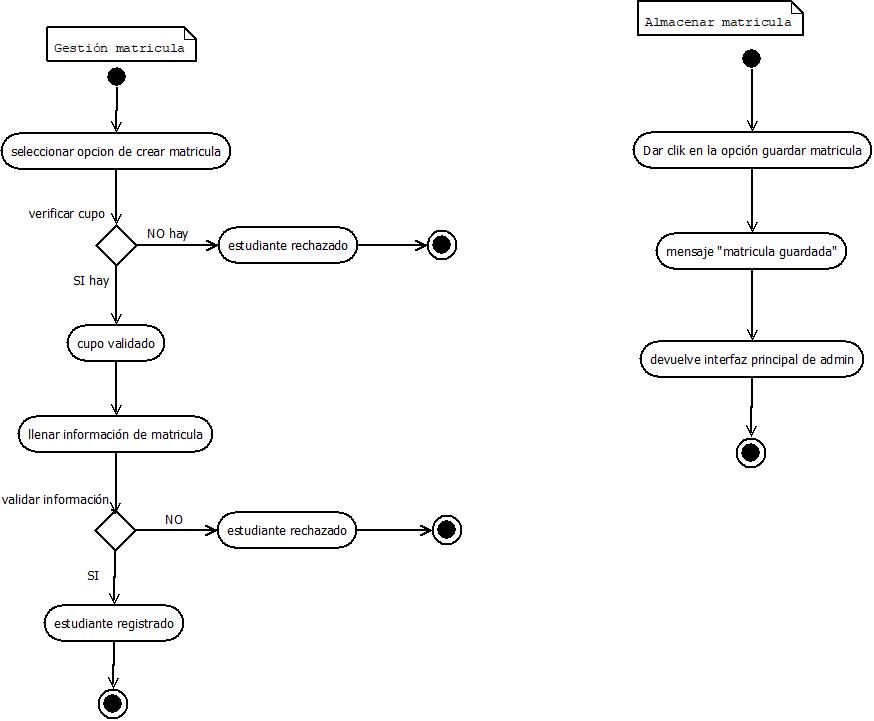 Gestión matricula
seleccionar opcion de crear matricula
verificar cupo
NO hay
estudiante rechazado
SI hay
cupo validado
llenar información de matricula
validar información
NO
estudiante rechazado
SI
estudiante registrado
Almacenar matricula
Dar clik en la opción guardar matricula
mensaje "matricula guardada"
devuelve interfaz principal de admin